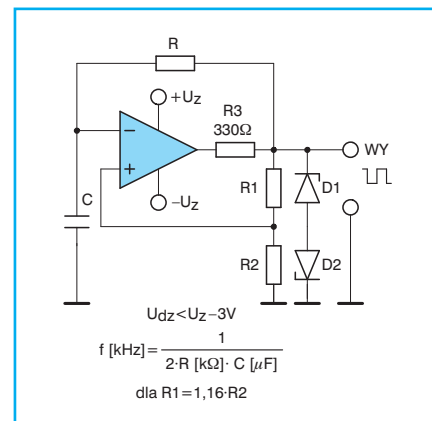 R
+Uz
R3
330Ω
WY
−
+
C
R1
D1
−Uz
R2
D2
Udz<Uz−3V
f [kHz]= 1
2·R [kΩ]· C [μF]
dla R1=1,16·R2